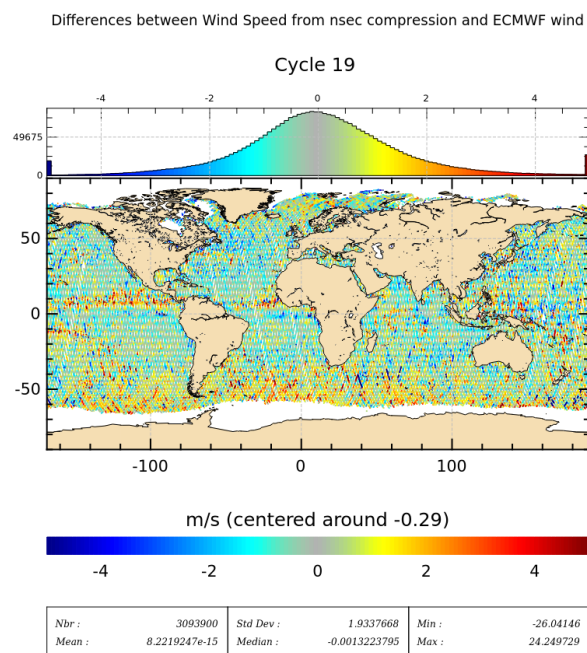 Differences between Wind Speed from nsec compression and ECMWF wind
Cycle 19
-4 -2 0 2 4
49675
0
50
0
-50
-100 0 100
m/s (centered around -0.29)
-4 -2 0 2 4
Nbr : 3093900 Std Dev : 1.9337668 Min : -26.04146
Mean : 8.2219247e-15 Median : -0.0013223795 Max : 24.249729